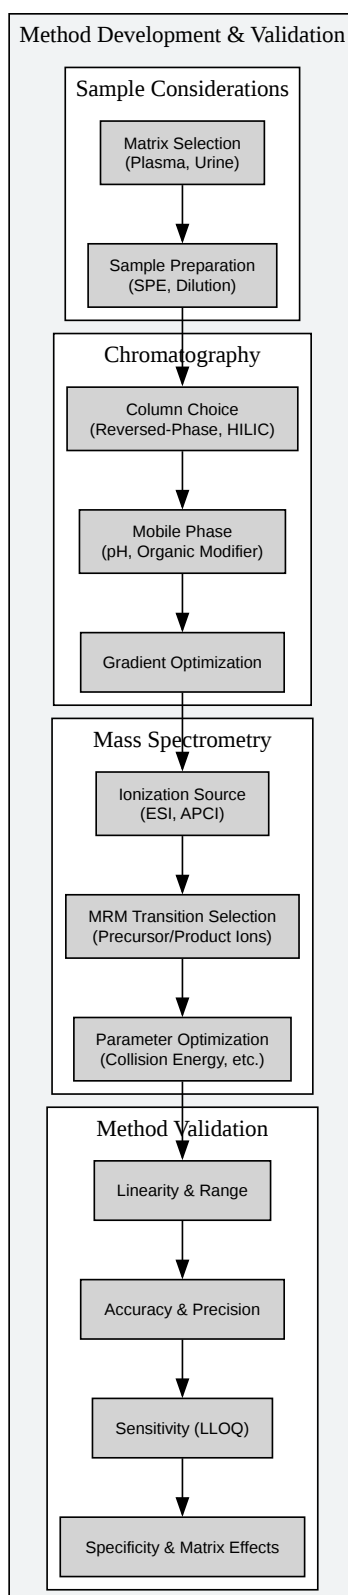 Method Development & Validation
Sample Considerations
Matrix Selection
(Plasma, Urine)
Sample Preparation
(SPE, Dilution)
Chromatography
Column Choice
(Reversed-Phase, HILIC)
Mobile Phase
(pH, Organic Modifier)
Gradient Optimization
Mass Spectrometry
Ionization Source
(ESI, APCI)
MRM Transition Selection
(Precursor/Product Ions)
Parameter Optimization
(Collision Energy, etc.)
Method Validation
Linearity & Range
Accuracy & Precision
Sensitivity (LLOQ)
Specificity & Matrix Effects